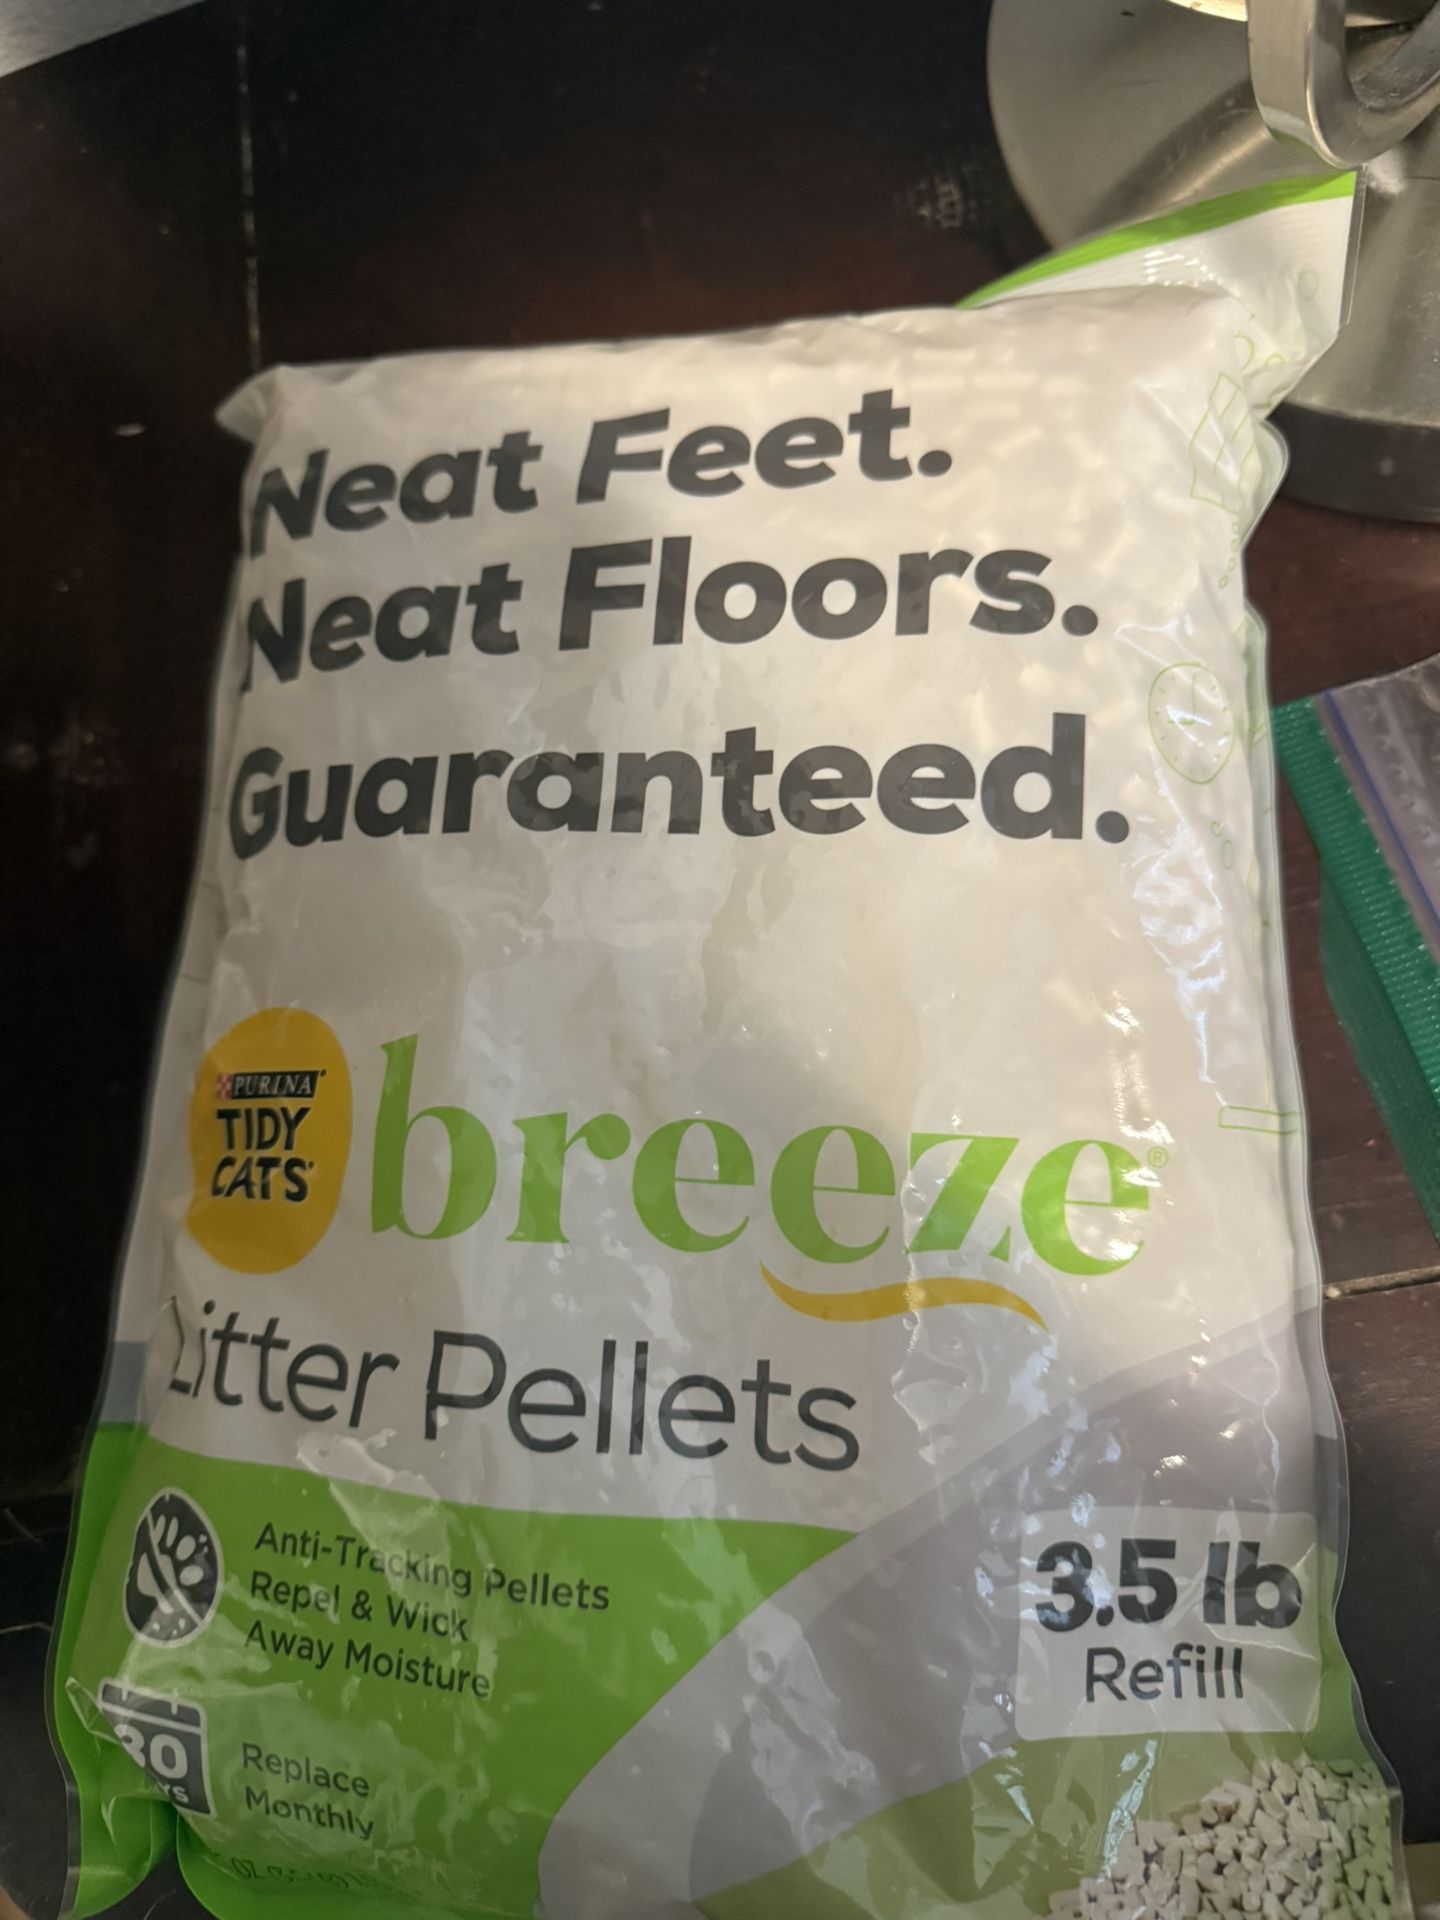 Neat Feet.
Neat Floors.
Guaranteed.
PURINA®
TIDY
CATS®
breeze®
Litter Pellets
Anti-Tracking Pellets
Repel & Wick
Away Moisture
30
Replace
Monthly
3.5 lb
Refill